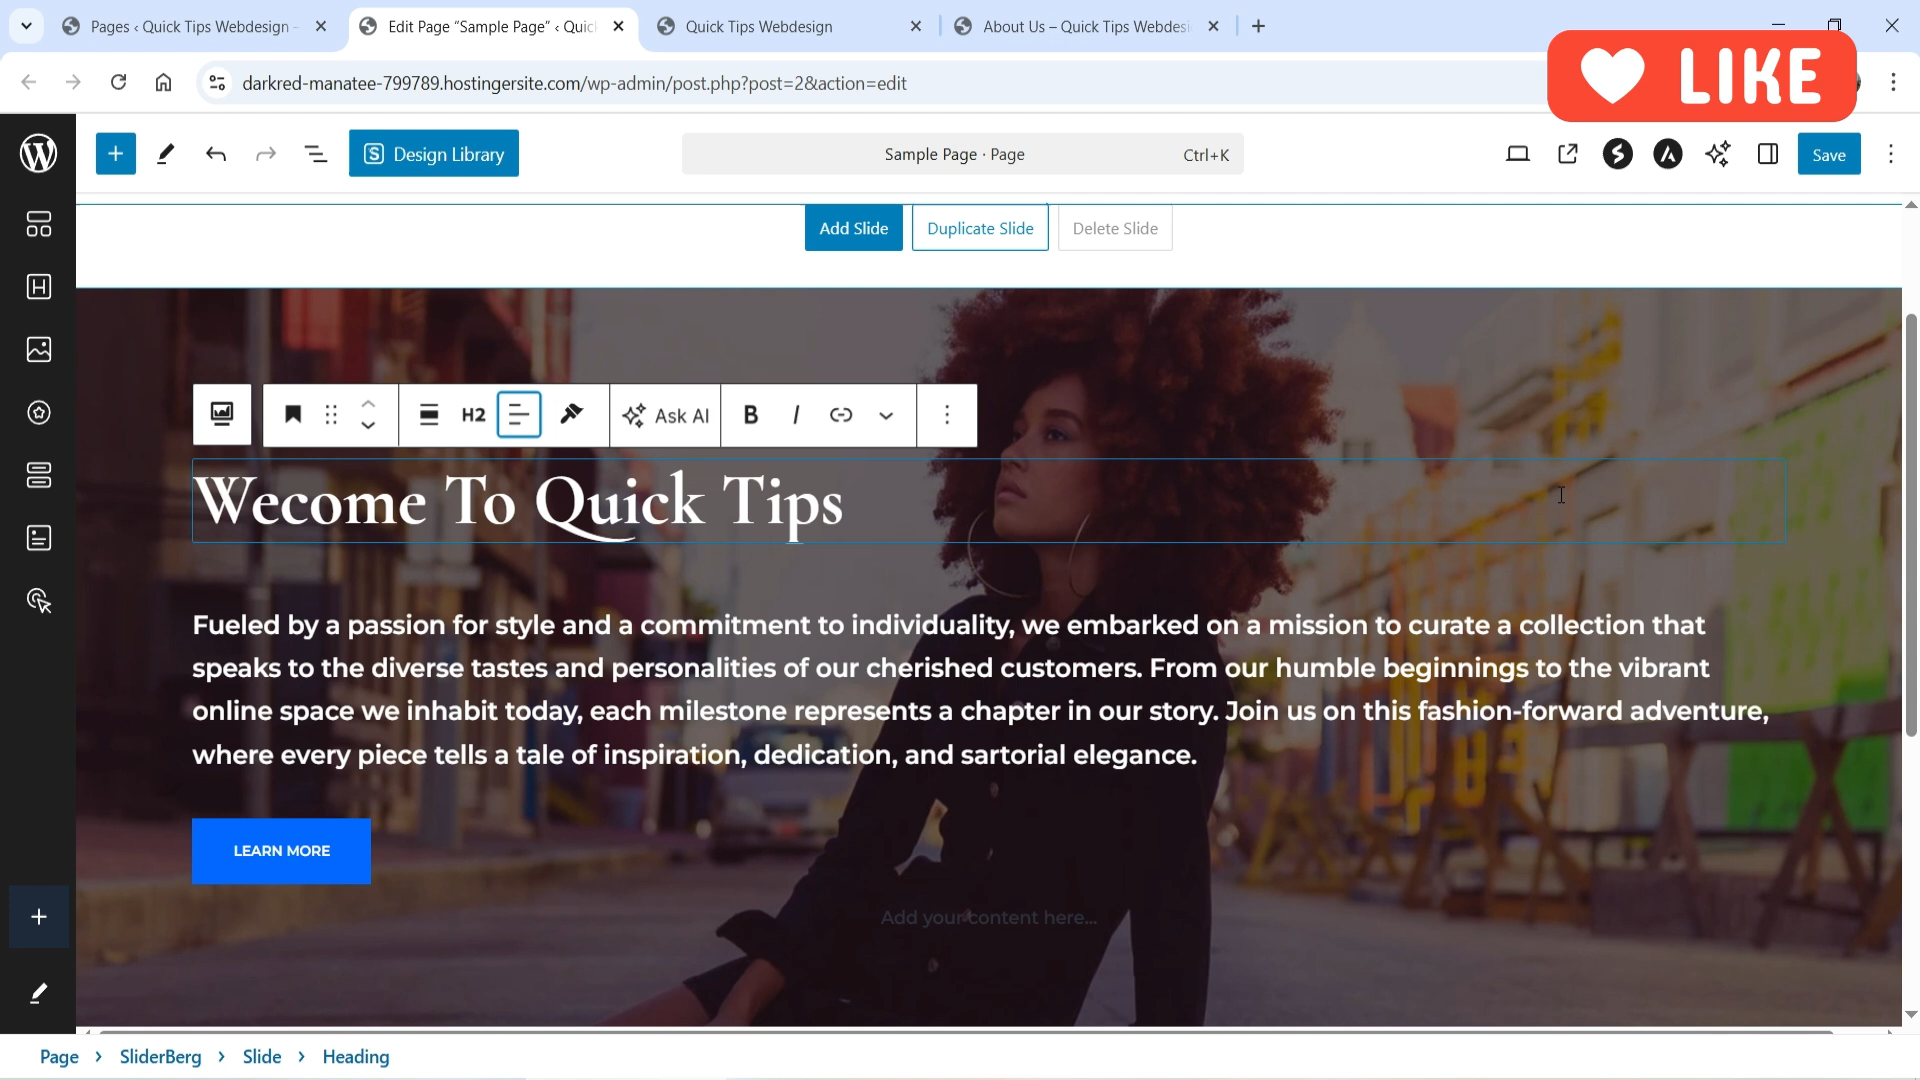 Pages ‹ Quick Tips Webdesign –
Edit Page “Sample Page” ‹ Quic
Quick Tips Webdesign
About Us – Quick Tips Webdesi
darkred-manatee-799789.hostingersite.com/wp-admin/post.php?post=2&action=edit
LIKE
Design Library
Sample Page · Page
Ctrl+K
Save
Add Slide
Duplicate Slide
Delete Slide
H2
Ask AI
B
I
Wecome To Quick Tips
Fueled by a passion for style and a commitment to individuality, we embarked on a mission to curate a collection that
speaks to the diverse tastes and personalities of our cherished customers. From our humble beginnings to the vibrant
online space we inhabit today, each milestone represents a chapter in our story. Join us on this fashion-forward adventure,
where every piece tells a tale of inspiration, dedication, and sartorial elegance.
LEARN MORE
Add your content here...
Page › SliderBerg › Slide › Heading